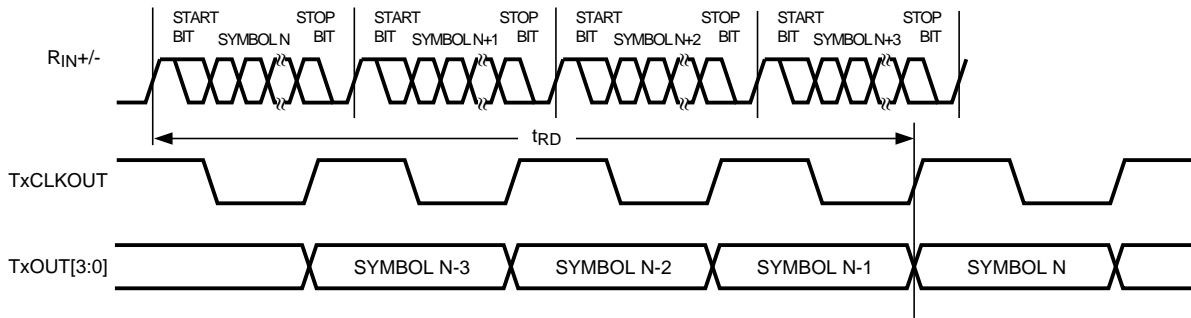 START STOP START STOP START STOP START STOP
BIT SYMBOL N BIT BIT SYMBOL N+1 BIT BIT SYMBOL N+2 BIT BIT SYMBOL N+3 BIT
RIN+/-
tRD
TxCLKOUT
TxOUT[3:0] SYMBOL N-3 SYMBOL N-2 SYMBOL N-1 SYMBOL N